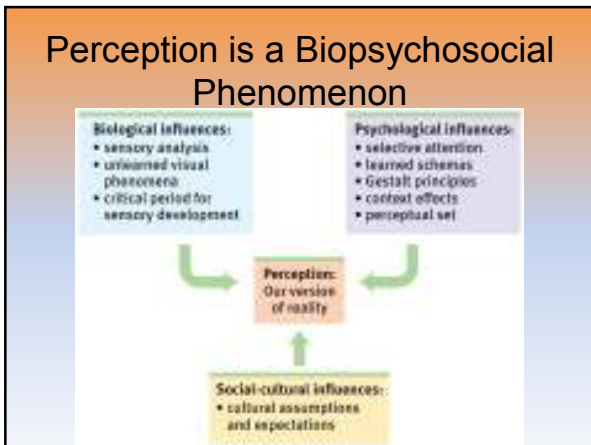 Perception is a Biopsychosocial
Phenomenon
Biological influences:
• sensory analysis
• unlearned visual
phenomena
• critical period for
sensory development
Psychological influences:
• selective attention
• learned schemas
• Gestalt principles
• context effects
• perceptual set
Perception:
Our version
of reality
Social-cultural influences:
• cultural assumptions
and expectations